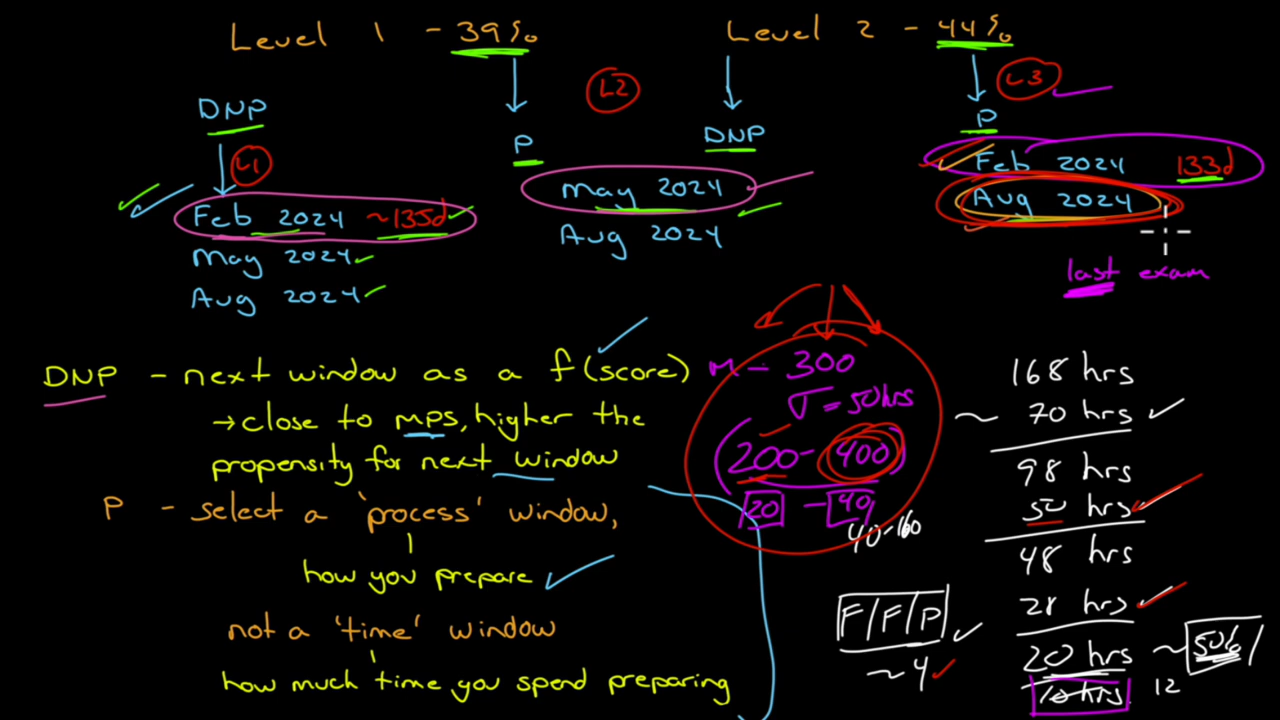 Level 1 - 39%
Level 2 - 44%
DNP
L1
P
L2
DNP
P
L3
Feb 2024 ~135d
May 2024
Aug 2024
May 2024
Aug 2024
Feb 2024 133d
Aug 2024
last exam
DNP - next window as a f(score)
→ close to MPS, higher the
propensity for next window
P - select a 'process' window,
how you prepare
not a 'time' window
how much time you spend preparing
M - 300
σ = 50hrs
(200-400)
20 - 40
40-160
F/F/P
~4
168 hrs
~ 70 hrs
98 hrs
50 hrs
48 hrs
28 hrs
20 hrs ~ 50%
10 hrs 12